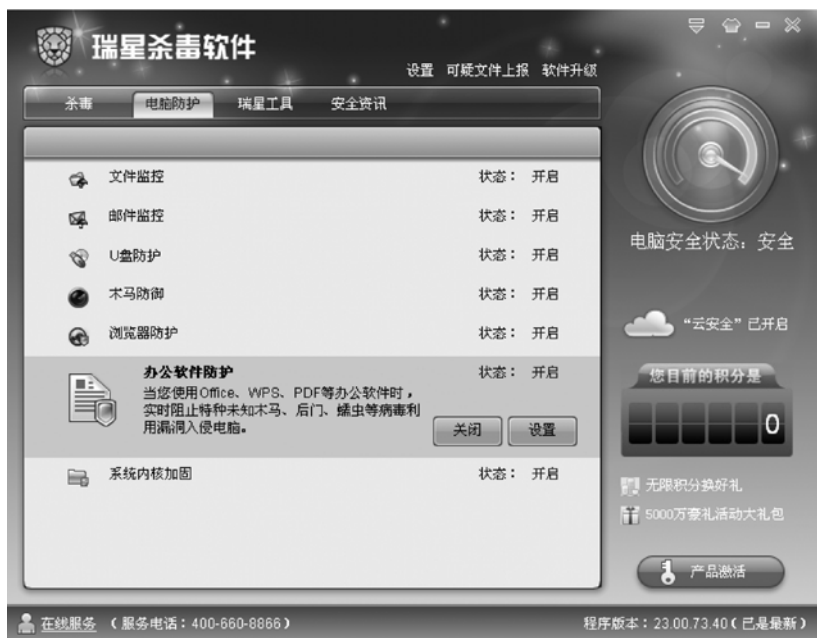 瑞星杀毒软件
设置 可疑文件上报 软件升级
杀毒 电脑防护 瑞星工具 安全资讯
文件监控 状态： 开启
邮件监控 状态： 开启
U盘防护 状态： 开启
木马防御 状态： 开启
浏览器防护 状态： 开启
办公软件防护 状态： 开启
当您使用Office、WPS、PDF等办公软件时，
实时阻止特种未知木马、后门、蠕虫等病毒利
用漏洞入侵电脑。
关闭 设置
系统内核加固 状态： 开启
电脑安全状态：安全
“云安全”已开启
您目前的积分是
0
无限积分换好礼
5000万豪礼活动大礼包
产品激活
在线服务 （服务电话：400-660-8866） 程序版本：23.00.73.40（已是最新）